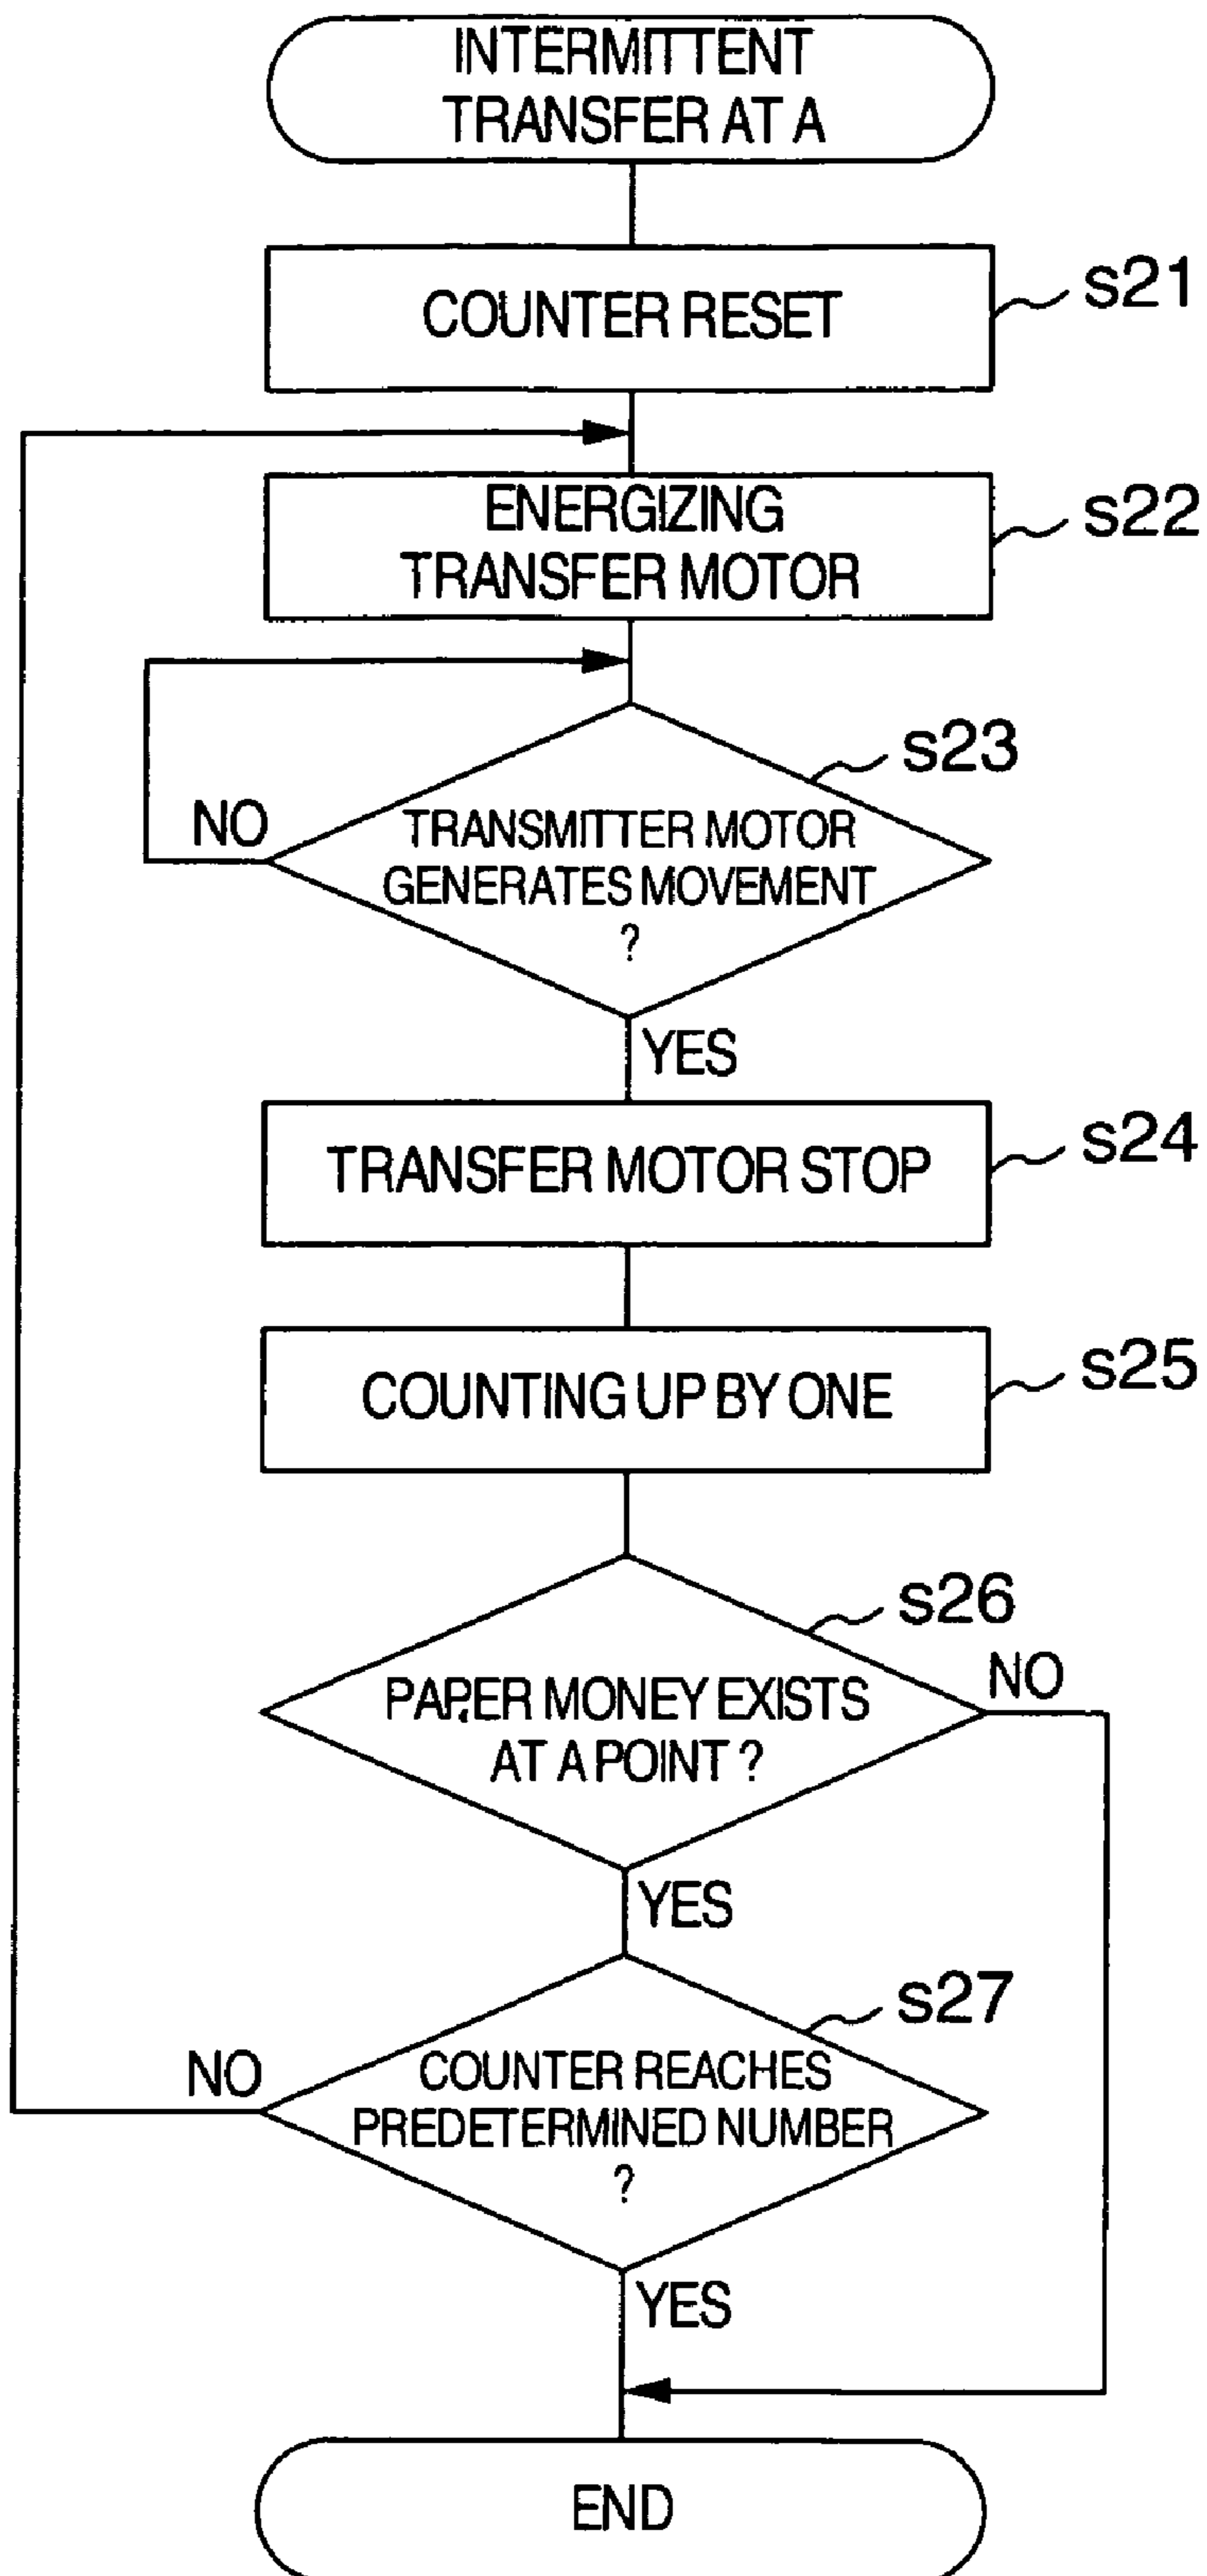 INTERMITTENT
TRANSFER AT A
COUNTER RESET
s21
ENERGIZING
TRANSFER MOTOR
s22
s23
NO
TRANSMITTER MOTOR
GENERATES MOVEMENT
?
YES
TRANSFER MOTOR STOP
s24
COUNTING UP BY ONE
s25
s26
PAPER MONEY EXISTS
AT A POINT ?
NO
YES
s27
NO
COUNTER REACHES
PREDETERMINED NUMBER
?
YES
END